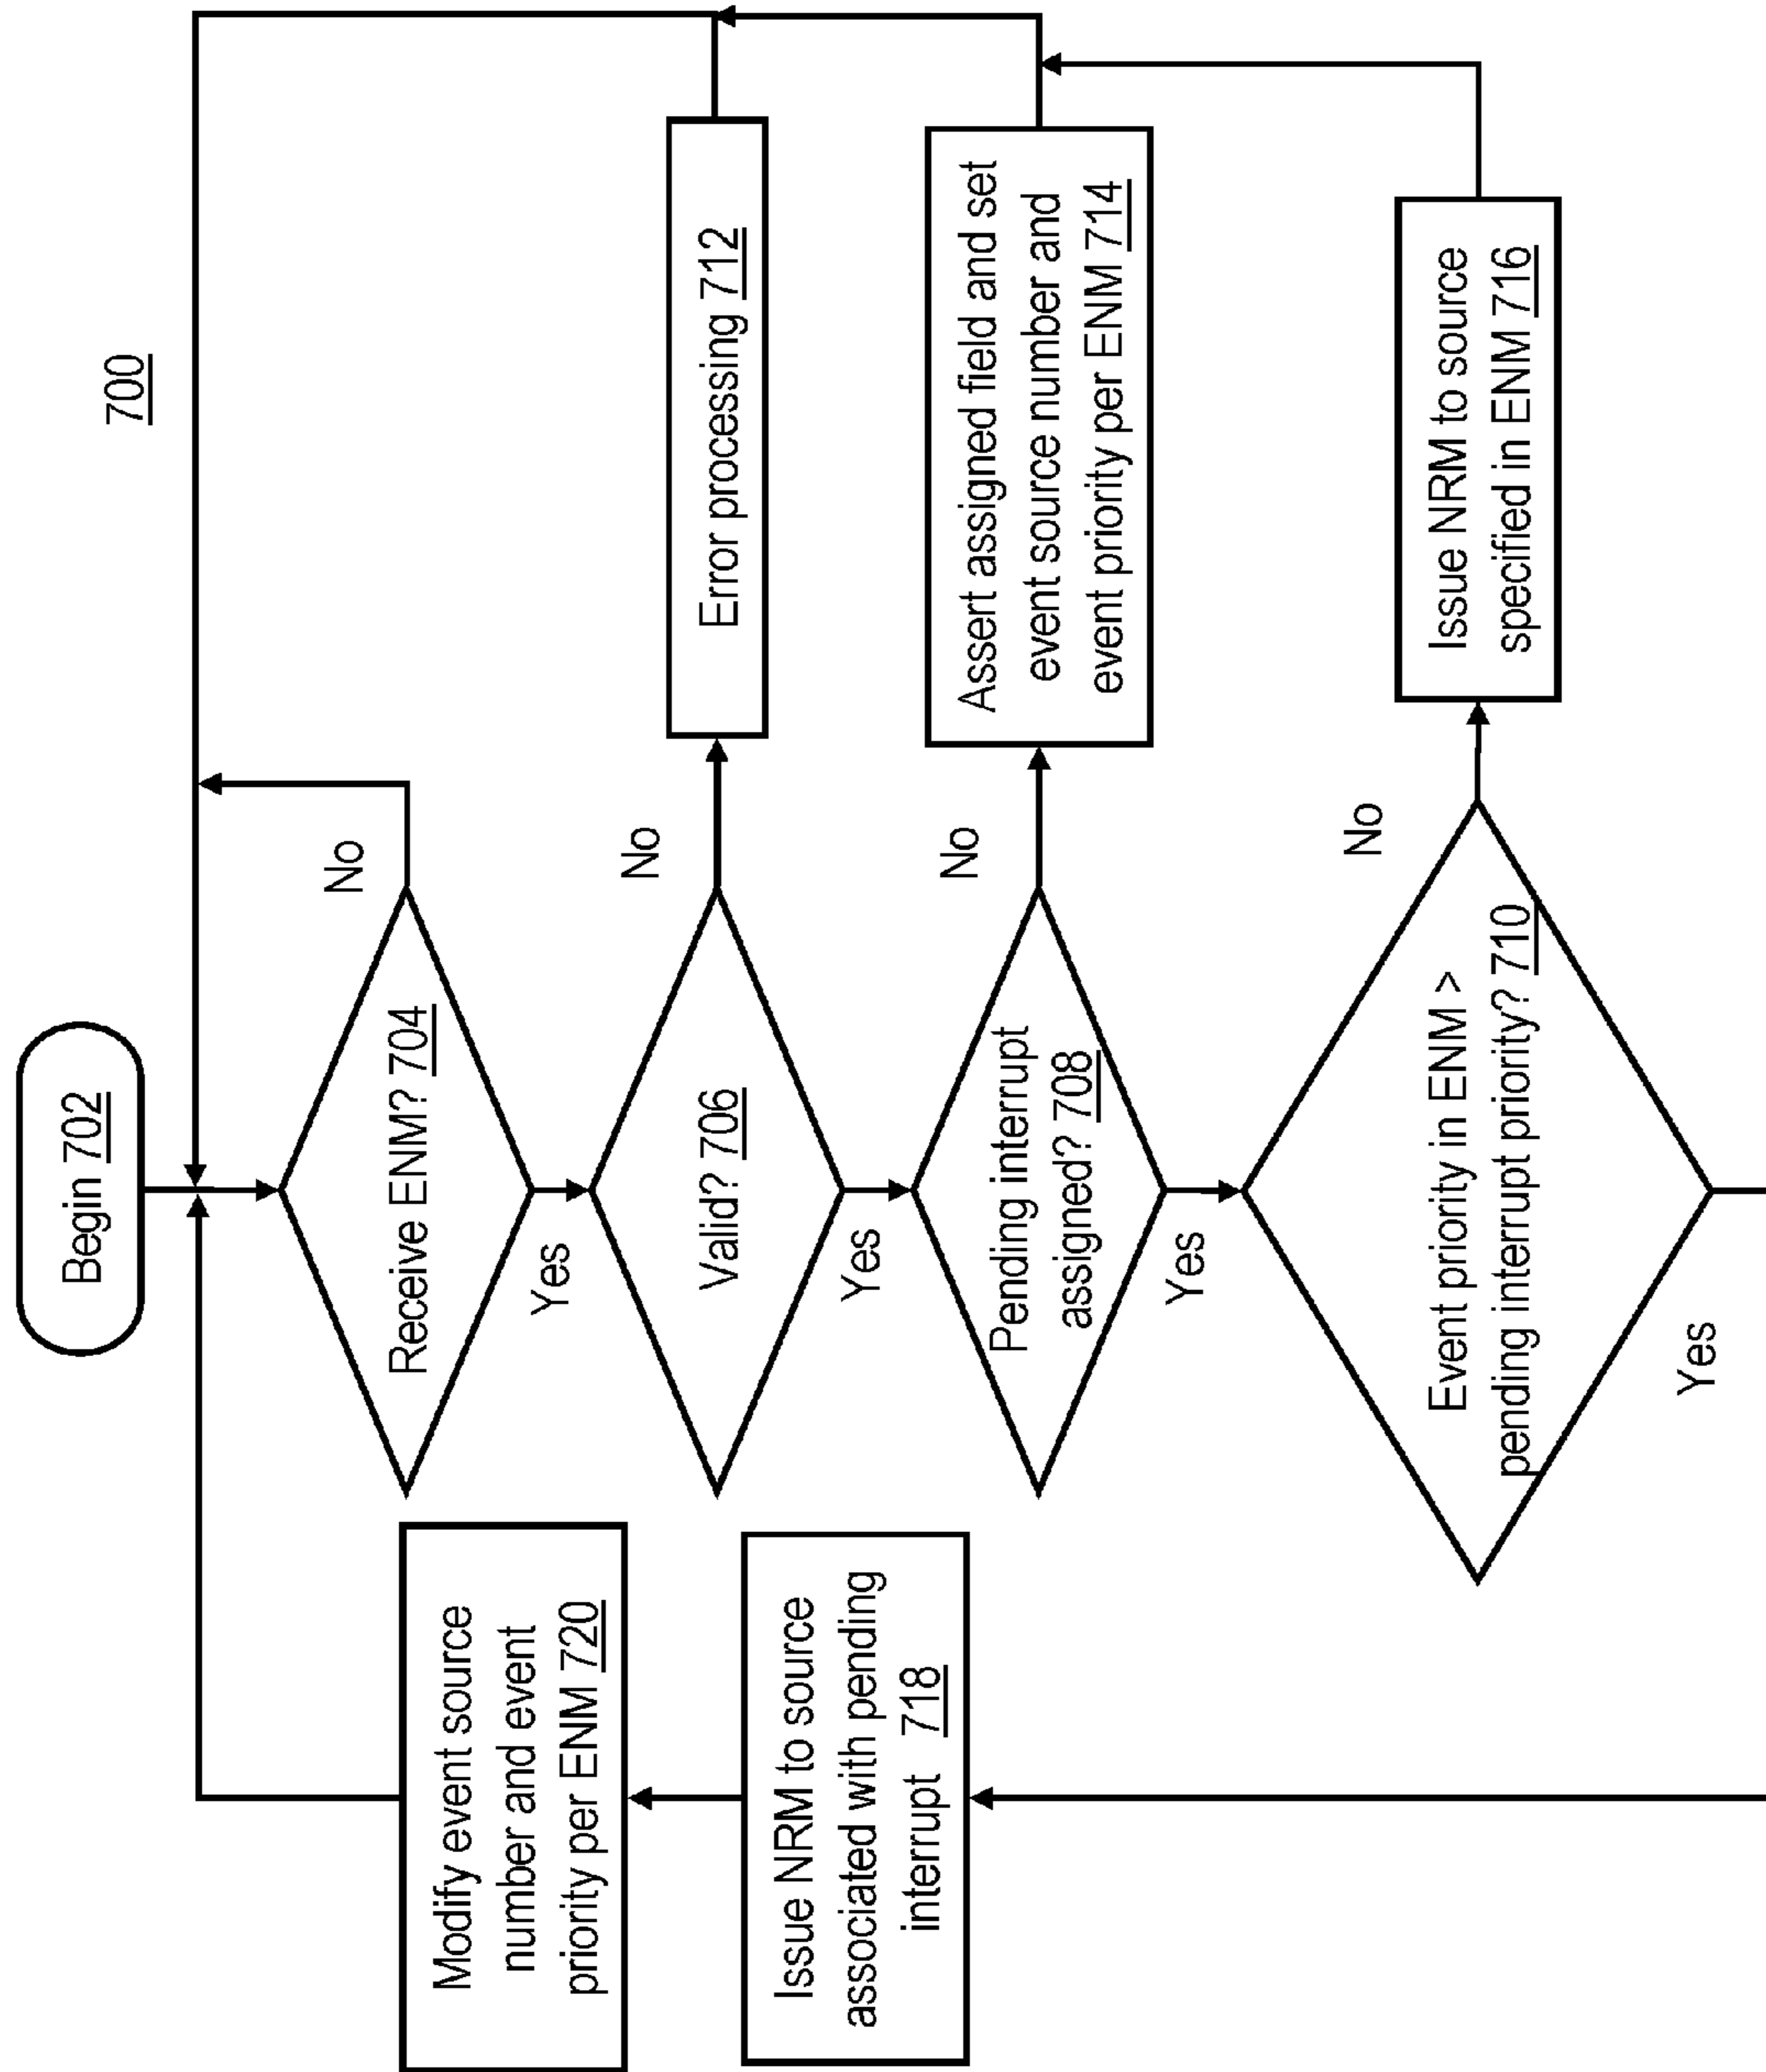 700
Begin 702
Receive ENM? 704
No
Yes
Valid? 706
No
Yes
Error processing 712
Pending interrupt
assigned? 708
No
Yes
Assert assigned field and set
event source number and
event priority per ENM 714
Event priority in ENM >
pending interrupt priority? 710
No
Yes
Issue NRM to source
specified in ENM 716
Issue NRM to source
associated with pending
interrupt 718
Modify event source
number and event
priority per ENM 720